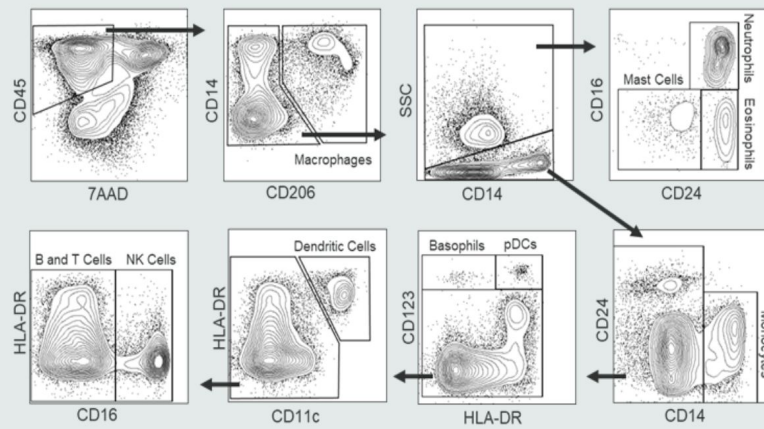 CD45
7AAD
CD14
CD206
Macrophages
SSC
CD14
CD16
CD24
Neutrophils
Mast Cells
Eosinophils
HLA-DR
CD16
B and T Cells
NK Cells
HLA-DR
CD11c
Dendritic Cells
CD123
HLA-DR
Basophils
pDCs
CD24
CD14